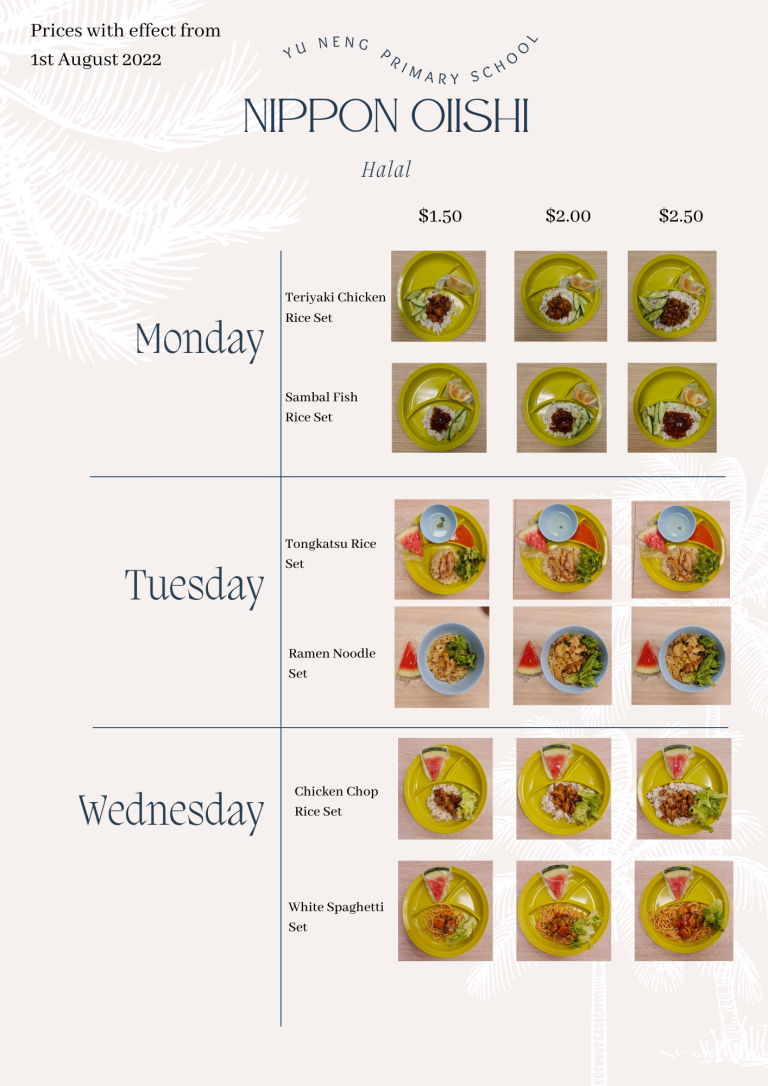 Prices with effect from
1st August 2022
YU NENG PRIMARY SCHOOL
NIPPON OIISHI
Halal
$1.50 $2.00 $2.50
Monday
Teriyaki Chicken
Rice Set
Sambal Fish
Rice Set
Tuesday
Tongkatsu Rice
Set
Ramen Noodle
Set
Wednesday
Chicken Chop
Rice Set
White Spaghetti
Set